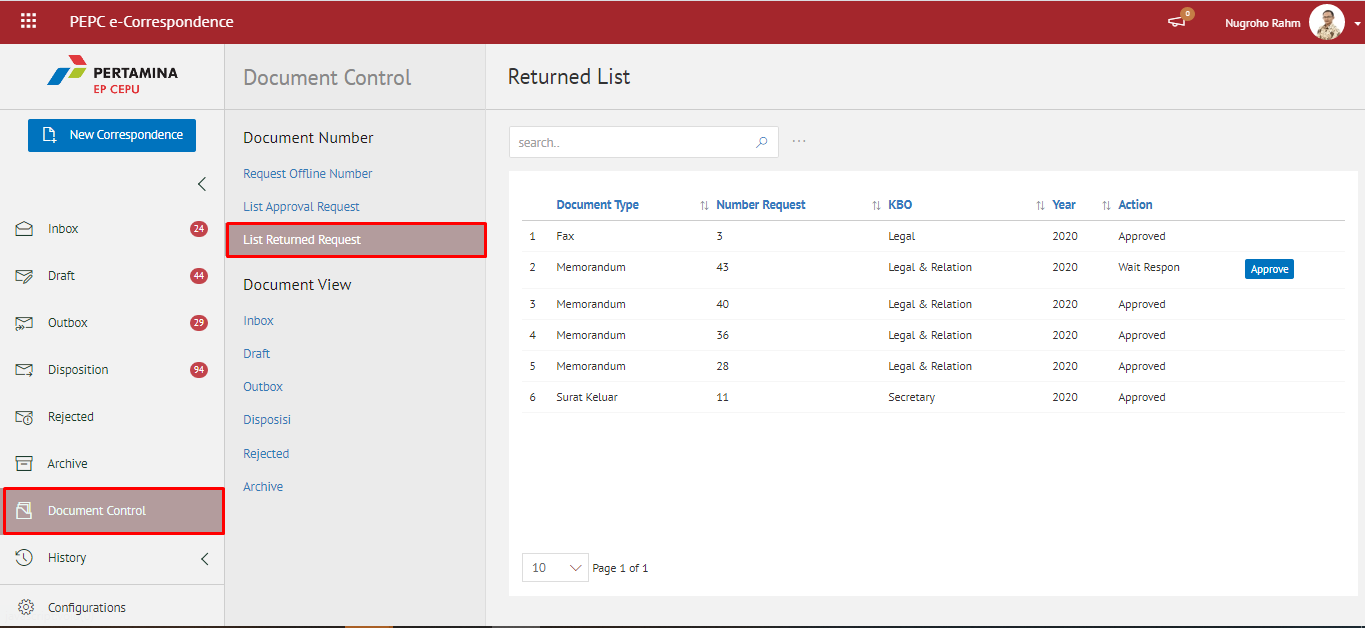 PEPC e-Correspondence
0
Nugroho Rahm
PERTAMINA
EP CEPU
New Correspondence
Inbox 24
Draft 44
Outbox 29
Disposition 94
Rejected
Archive
Document Control
History
Configurations
Document Control
Document Number
Request Offline Number
List Approval Request
List Returned Request
Document View
Inbox
Draft
Outbox
Disposisi
Rejected
Archive
Returned List
search..
Document Type Number Request KBO Year Action
1 Fax 3 Legal 2020 Approved
2 Memorandum 43 Legal & Relation 2020 Wait Respon Approve
3 Memorandum 40 Legal & Relation 2020 Approved
4 Memorandum 36 Legal & Relation 2020 Approved
5 Memorandum 28 Legal & Relation 2020 Approved
6 Surat Keluar 11 Secretary 2020 Approved
10 Page 1 of 1